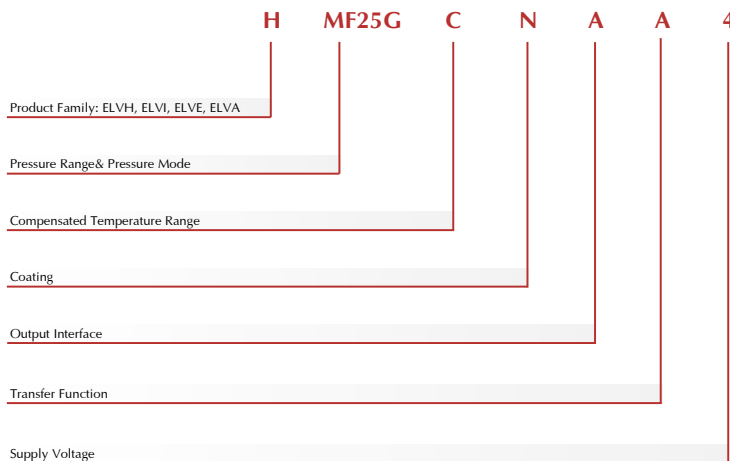 H MF25G C N A A 4
Product Family: ELVH, ELVI, ELVE, ELVA
Pressure Range& Pressure Mode
Compensated Temperature Range
Coating
Output Interface
Transfer Function
Supply Voltage